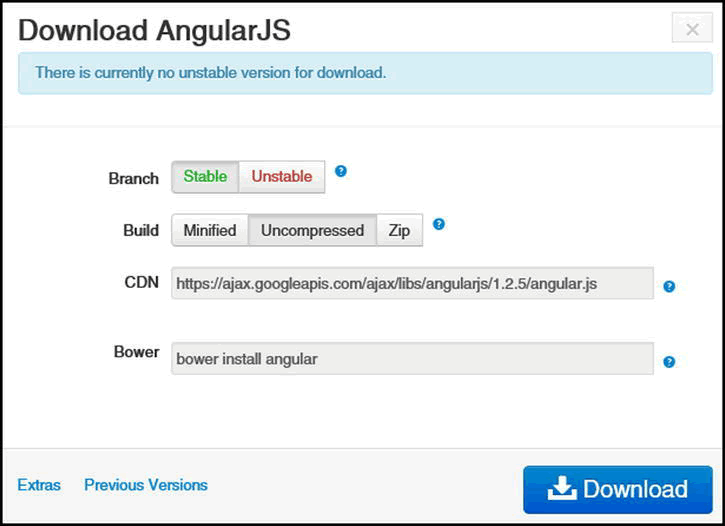 Download AngularJS
There is currently no unstable version for download.
Branch Stable Unstable
Build Minified Uncompressed Zip
CDN https://ajax.googleapis.com/ajax/libs/angularjs/1.2.5/angular.js
Bower bower install angular
Extras Previous Versions Download